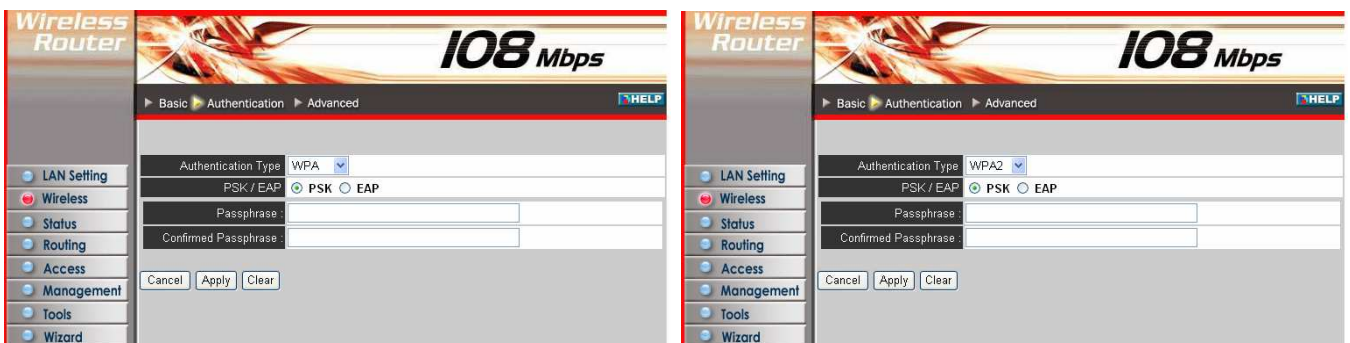 Wireless
Router
108 Mbps
Basic Authentication Advanced
HELP
LAN Setting
Wireless
Status
Routing
Access
Management
Tools
Wizard
Authentication Type WPA
PSK / EAP PSK EAP
Passphrase :
Confirmed Passphrase :
Cancel Apply Clear
Wireless
Router
108 Mbps
Basic Authentication Advanced
HELP
LAN Setting
Wireless
Status
Routing
Access
Management
Tools
Wizard
Authentication Type WPA2
PSK / EAP PSK EAP
Passphrase :
Confirmed Passphrase :
Cancel Apply Clear